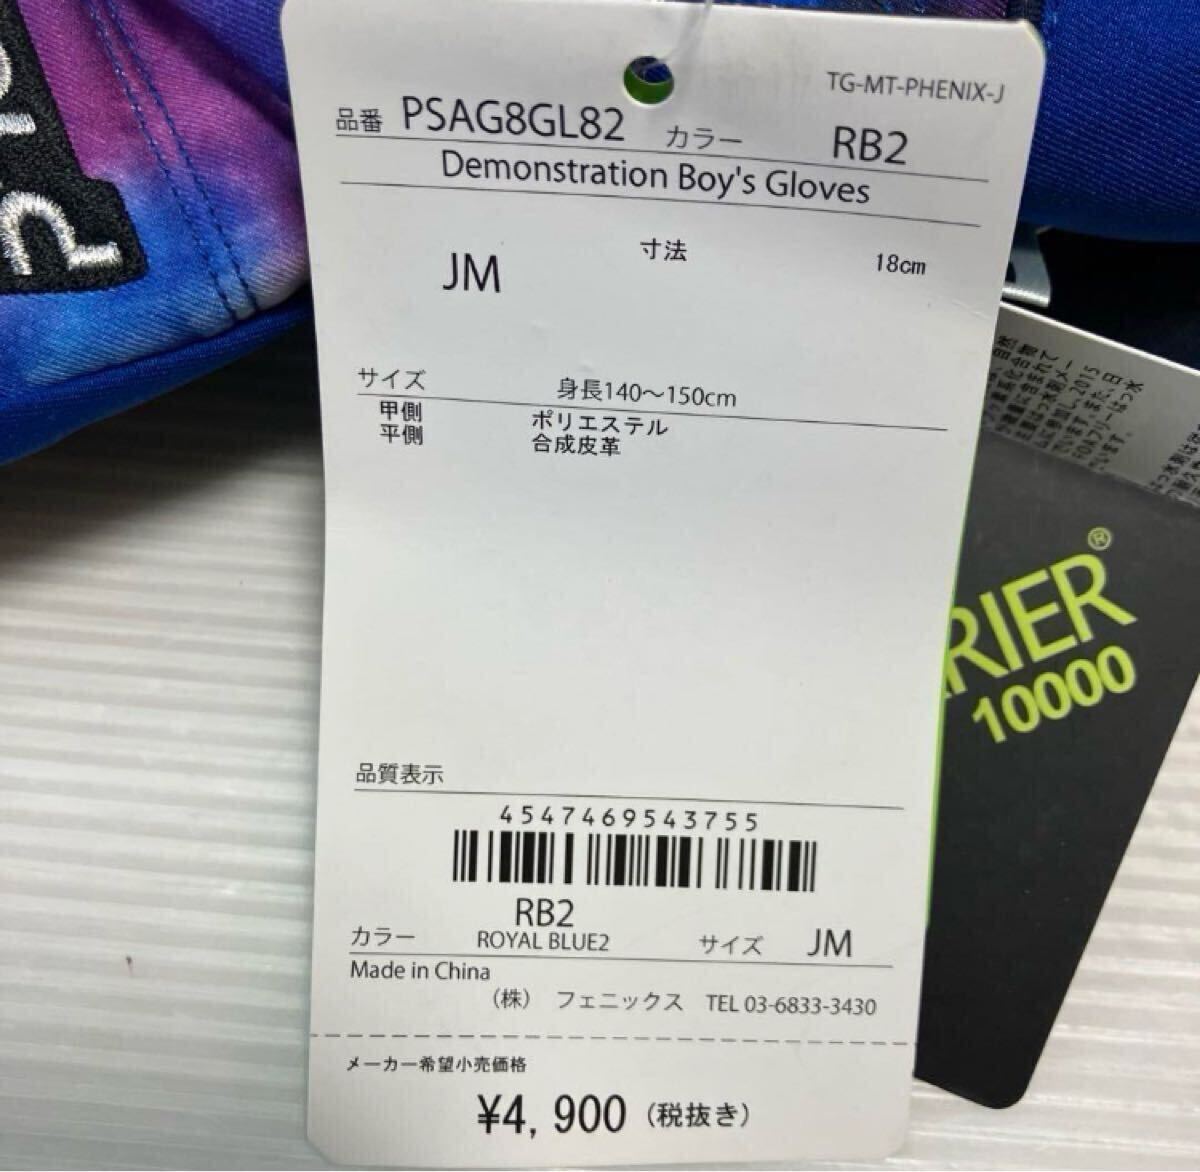 TG-MT-PHENIX-J
品番 PSAG8GL82 カラー RB2
Demonstration Boy's Gloves
JM 寸法 18cm
サイズ 身長140～150cm
甲側 ポリエステル
平側 合成皮革
品質表示
4547469543755
RB2
カラー ROYAL BLUE2 サイズ JM
Made in China
（株） フェニックス TEL 03-6833-3430
メーカー希望小売価格
¥4,900（税抜き）
RIER®
10000